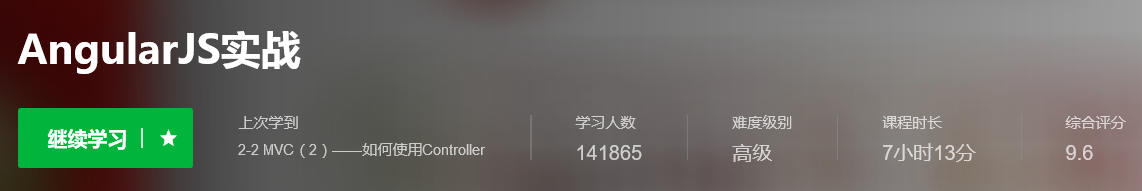 AngularJS实战
继续学习
上次学到
2-2 MVC（2）——如何使用Controller
学习人数
141865
难度级别
高级
课程时长
7小时13分
综合评分
9.6